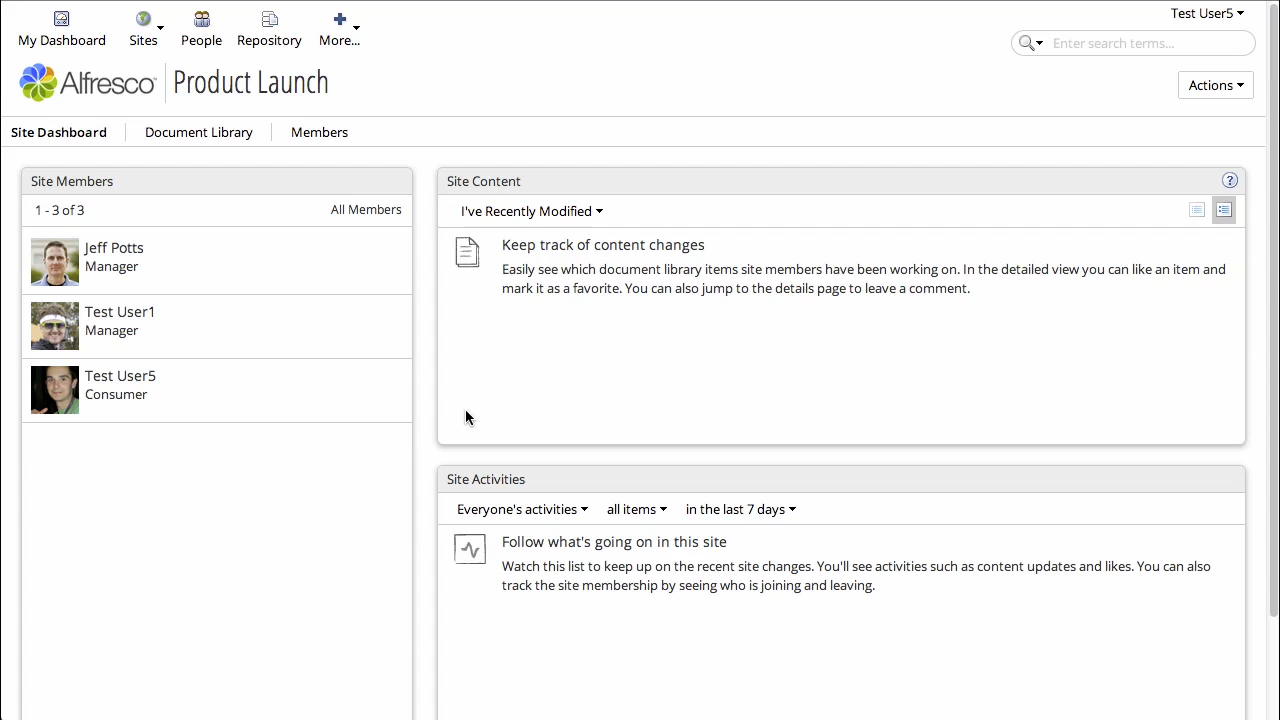 Test User5
My Dashboard
Sites
People
Repository
More...
Enter search terms...
Alfresco
Product Launch
Actions
Site Dashboard
Document Library
Members
Site Members
1 - 3 of 3
All Members
Jeff Potts
Manager
Test User1
Manager
Test User5
Consumer
Site Content
?
I've Recently Modified
Keep track of content changes
Easily see which document library items site members have been working on. In the detailed view you can like an item and
mark it as a favorite. You can also jump to the details page to leave a comment.
Site Activities
Everyone's activities
all items
in the last 7 days
Follow what's going on in this site
Watch this list to keep up on the recent site changes. You'll see activities such as content updates and likes. You can also
track the site membership by seeing who is joining and leaving.